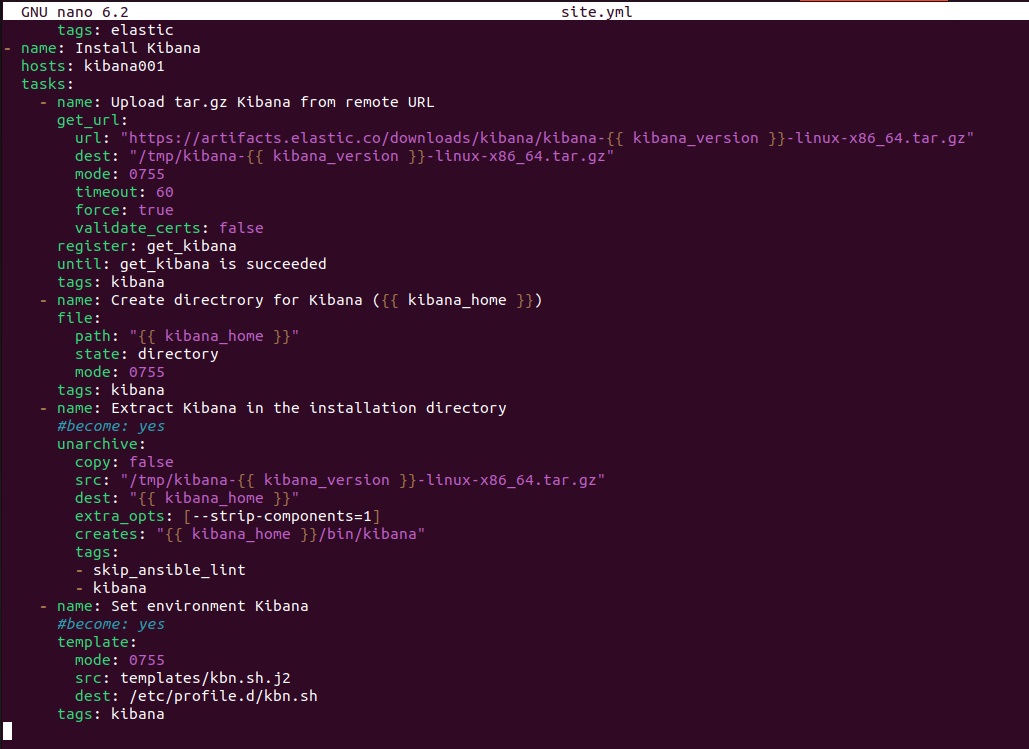 GNU nano 6.2 site.yml
      tags: elastic
- name: Install Kibana
  hosts: kibana001
  tasks:
    - name: Upload tar.gz Kibana from remote URL
      get_url:
        url: "https://artifacts.elastic.co/downloads/kibana/kibana-{{ kibana_version }}-linux-x86_64.tar.gz"
        dest: "/tmp/kibana-{{ kibana_version }}-linux-x86_64.tar.gz"
        mode: 0755
        timeout: 60
        force: true
        validate_certs: false
      register: get_kibana
      until: get_kibana is succeeded
      tags: kibana
    - name: Create directrory for Kibana ({{ kibana_home }})
      file:
        path: "{{ kibana_home }}"
        state: directory
        mode: 0755
      tags: kibana
    - name: Extract Kibana in the installation directory
      #become: yes
      unarchive:
        copy: false
        src: "/tmp/kibana-{{ kibana_version }}-linux-x86_64.tar.gz"
        dest: "{{ kibana_home }}"
        extra_opts: [--strip-components=1]
        creates: "{{ kibana_home }}/bin/kibana"
        tags:
        - skip_ansible_lint
        - kibana
    - name: Set environment Kibana
      #become: yes
      template:
        mode: 0755
        src: templates/kbn.sh.j2
        dest: /etc/profile.d/kbn.sh
      tags: kibana